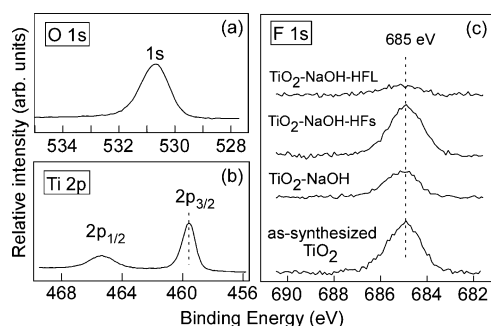 Relative intensity (arb. units)
O 1s
(a)
1s
534 532 530 528
Ti 2p
(b)
2p1/2
2p3/2
468 464 460 456
F 1s
(c)
685 eV
TiO2-NaOH-HFL
TiO2-NaOH-HFs
TiO2-NaOH
as-synthesized
TiO2
690 688 686 684 682
Binding Energy (eV)